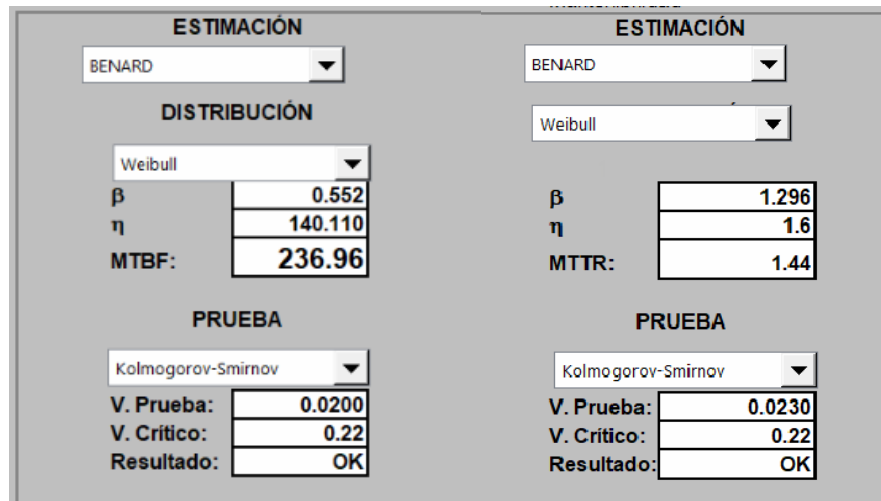 ESTIMACIÓN
BENARD
DISTRIBUCIÓN
Weibull
β 0.552
η 140.110
MTBF: 236.96
PRUEBA
Kolmogorov-Smirnov
V. Prueba: 0.0200
V. Crítico: 0.22
Resultado: OK
ESTIMACIÓN
BENARD
Weibull
β 1.296
η 1.6
MTTR: 1.44
PRUEBA
Kolmogorov-Smirnov
V. Prueba: 0.0230
V. Crítico: 0.22
Resultado: OK